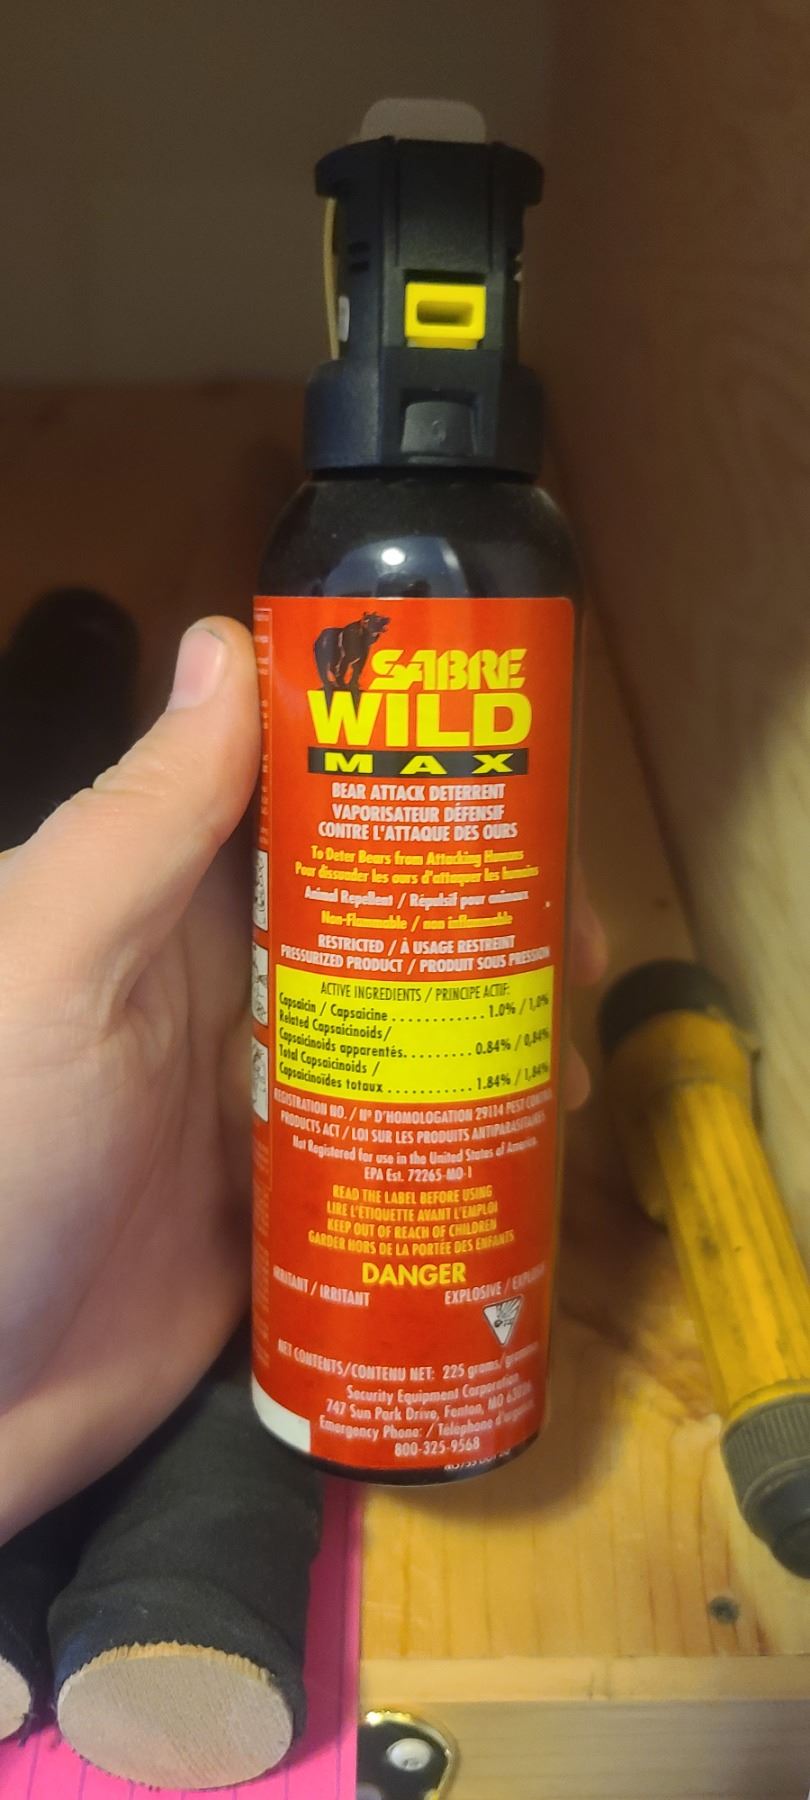 SABRE
WILD
MAX
BEAR ATTACK DETERRENT
VAPORISATEUR DÉFENSIF
CONTRE L'ATTAQUE DES OURS
To Deter Bears from Attacking Humans
Pour dissuader les ours d'attaquer les humains
Animal Repellent / Répulsif pour animaux
Non-Flammable / non inflammable
RESTRICTED / À USAGE RESTREINT
PRESSURIZED PRODUCT / PRODUIT SOUS PRESSION
ACTIVE INGREDIENTS / PRINCIPE ACTIF:
Capsaicin / Capsaicine ............ 1.0% / 1,0%
Related Capsaicinoids/
Capsaicinoids apparentés.......... 0.84% / 0,84%
Total Capsaicinoids /
Capsaicinoïdes totaux ........... 1.84% / 1,84%
REGISTRATION NO. / Nº D'HOMOLOGATION 29114 PEST CONTROL
PRODUCTS ACT / LOI SUR LES PRODUITS ANTIPARASITAIRES
Not Registered for use in the United States of America.
EPA Est. 72265-MO-1
READ THE LABEL BEFORE USING
LIRE L'ÉTIQUETTE AVANT L'EMPLOI
KEEP OUT OF REACH OF CHILDREN
GARDER HORS DE LA PORTÉE DES ENFANTS
DANGER
IRRITANT / IRRITANT
EXPLOSIVE /
NET CONTENTS/CONTENU NET: 225 grams/grammes
Security Equipment Corporation
747 Sun Park Drive, Fenton, MO 63026
Emergency Phone: / Téléphone d'urgence
800-325-9568